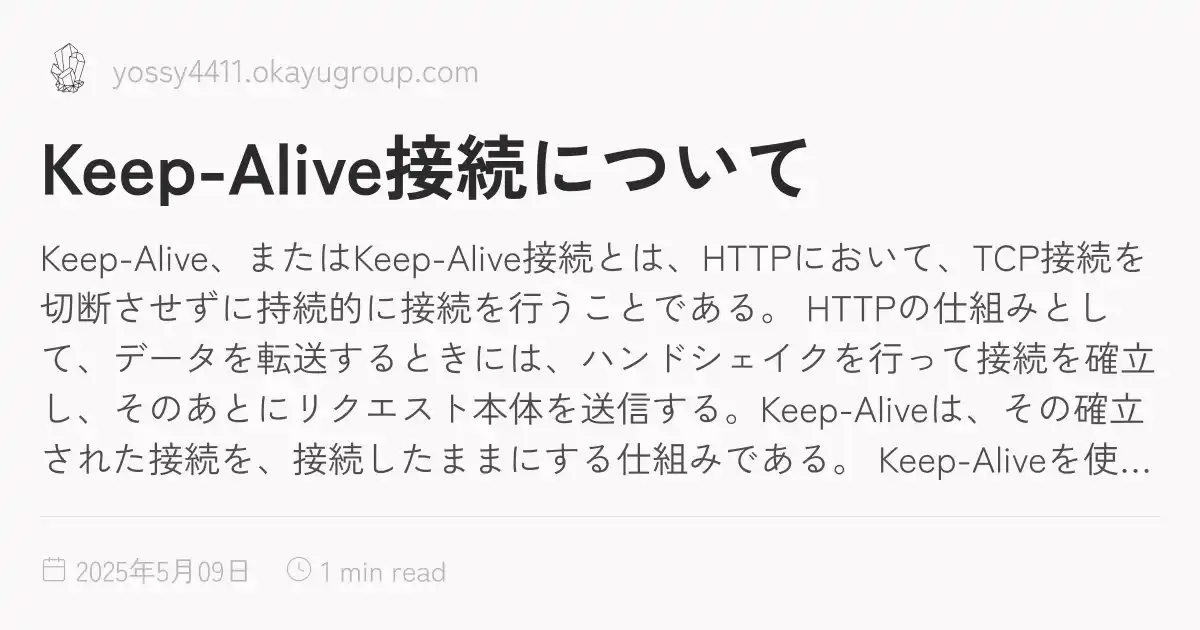 yossy4411.okayugroup.com
Keep-Alive接続について
Keep-Alive、またはKeep-Alive接続とは、HTTPにおいて、TCP接続を
切断させずに持続的に接続を行うことである。 HTTPの仕組みとし
て、データを転送するときには、ハンドシェイクを行って接続を確立
し、そのあとにリクエスト本体を送信する。Keep-Aliveは、その確立
された接続を、接続したままにする仕組みである。 Keep-Aliveを使…
2025年5月09日 1 min read